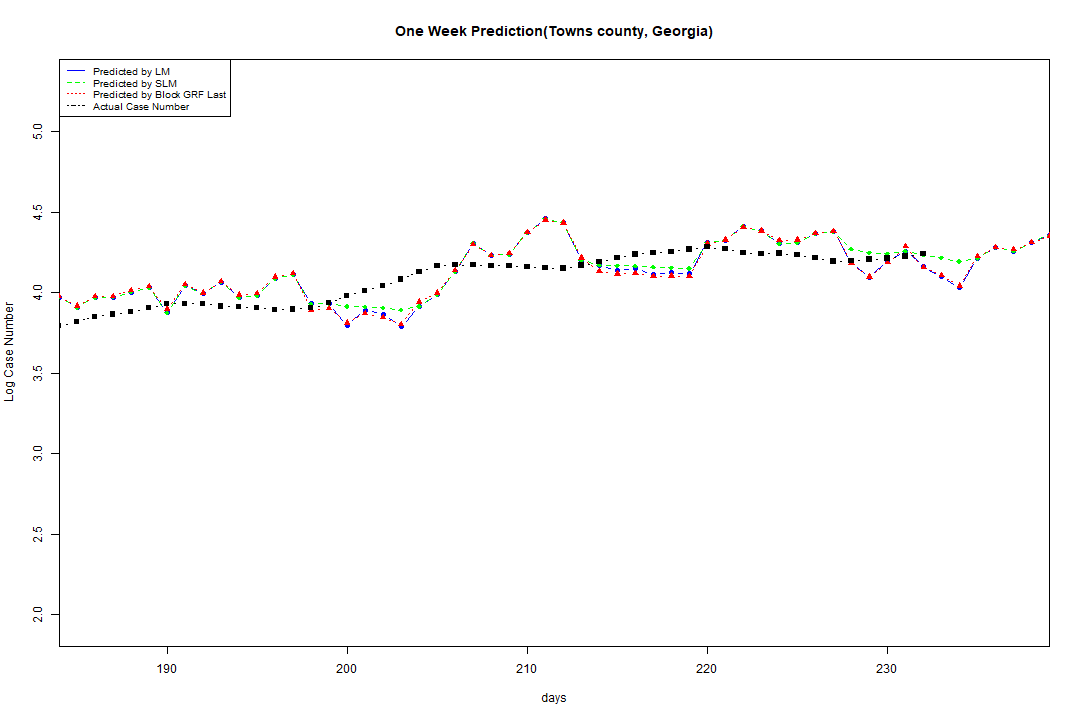 One Week Prediction(Towns county, Georgia)
Predicted by LM
Predicted by SLM
Predicted by Block GRF Last
Actual Case Number
5.0
4.5
4.0
3.5
3.0
2.5
2.0
Log Case Number
190 200 210 220 230
days